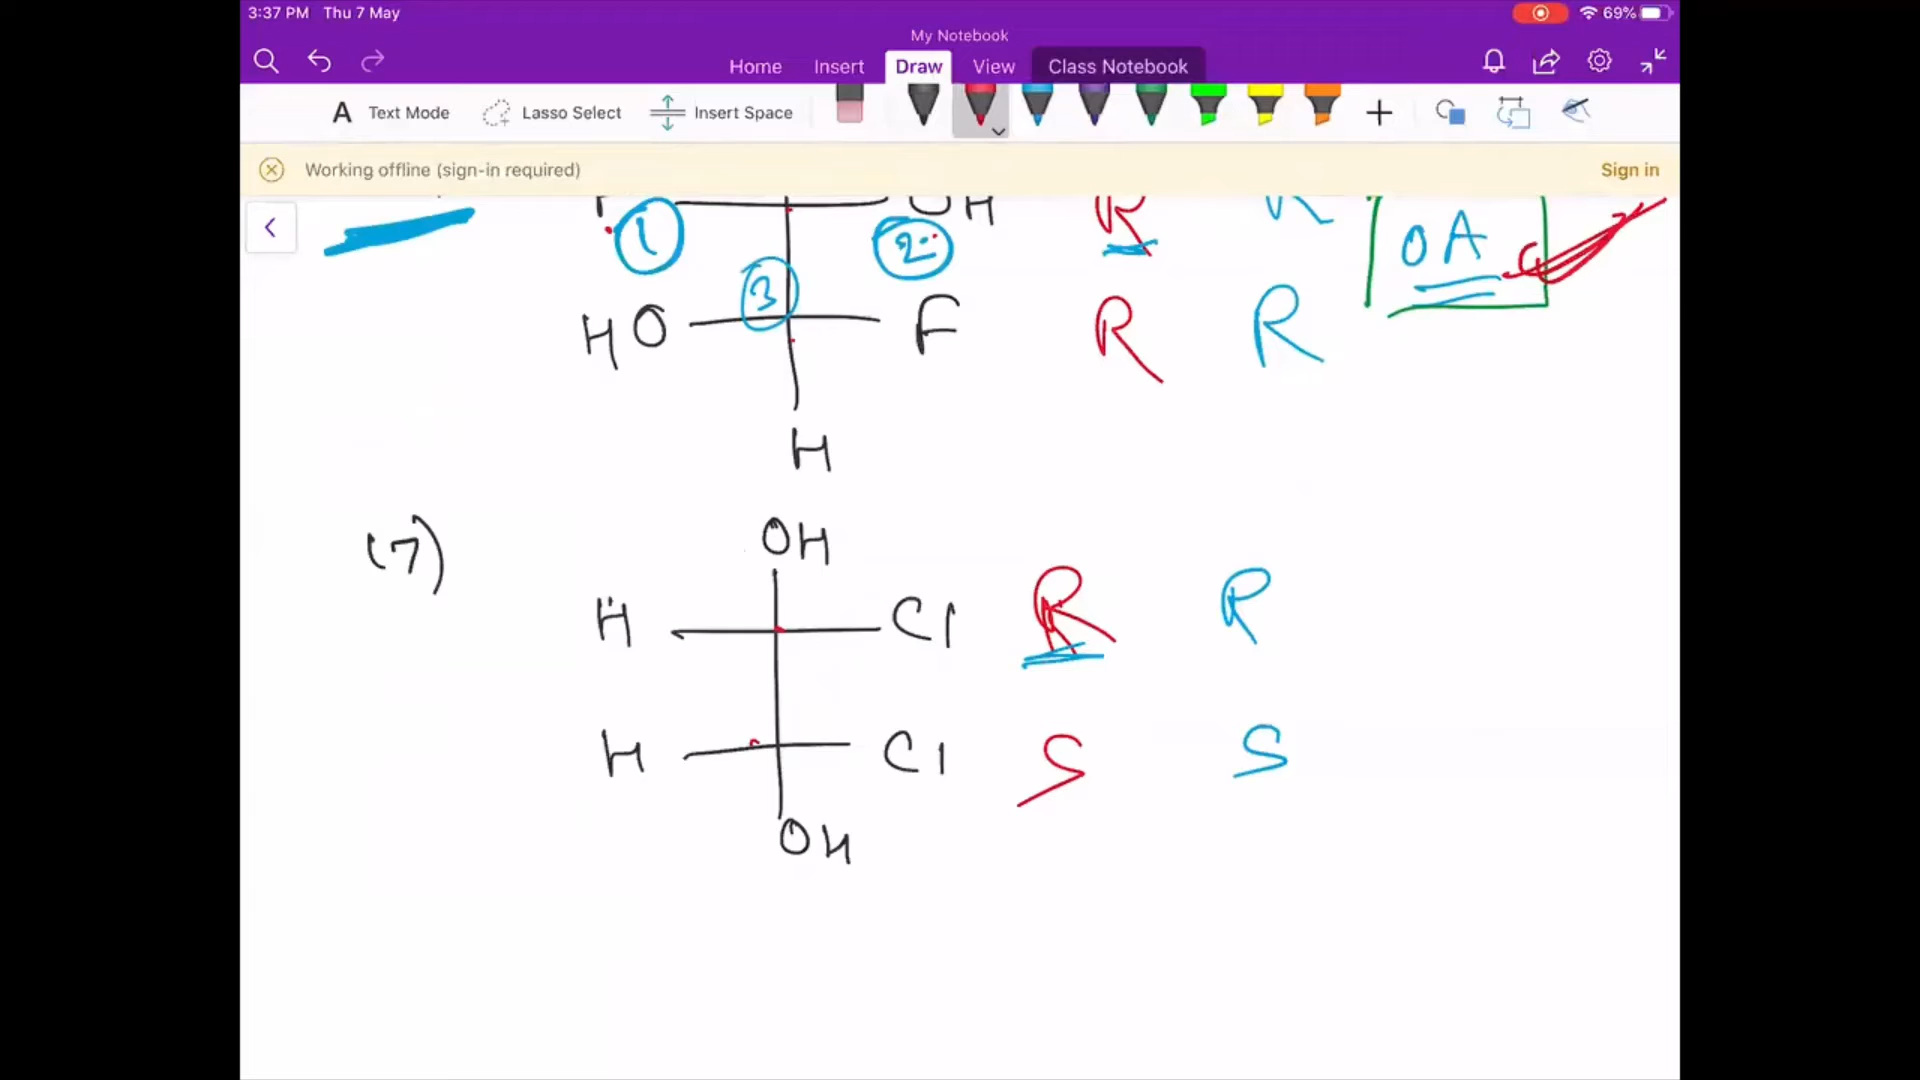 3:37 PM Thu 7 May
69%
My Notebook
Home Insert Draw View Class Notebook
A Text Mode Lasso Select Insert Space
Working offline (sign-in required) Sign in
OH R R
1 2
O A
3
HO F R R
H
(7) OH
H Cl R R
H Cl S S
OH